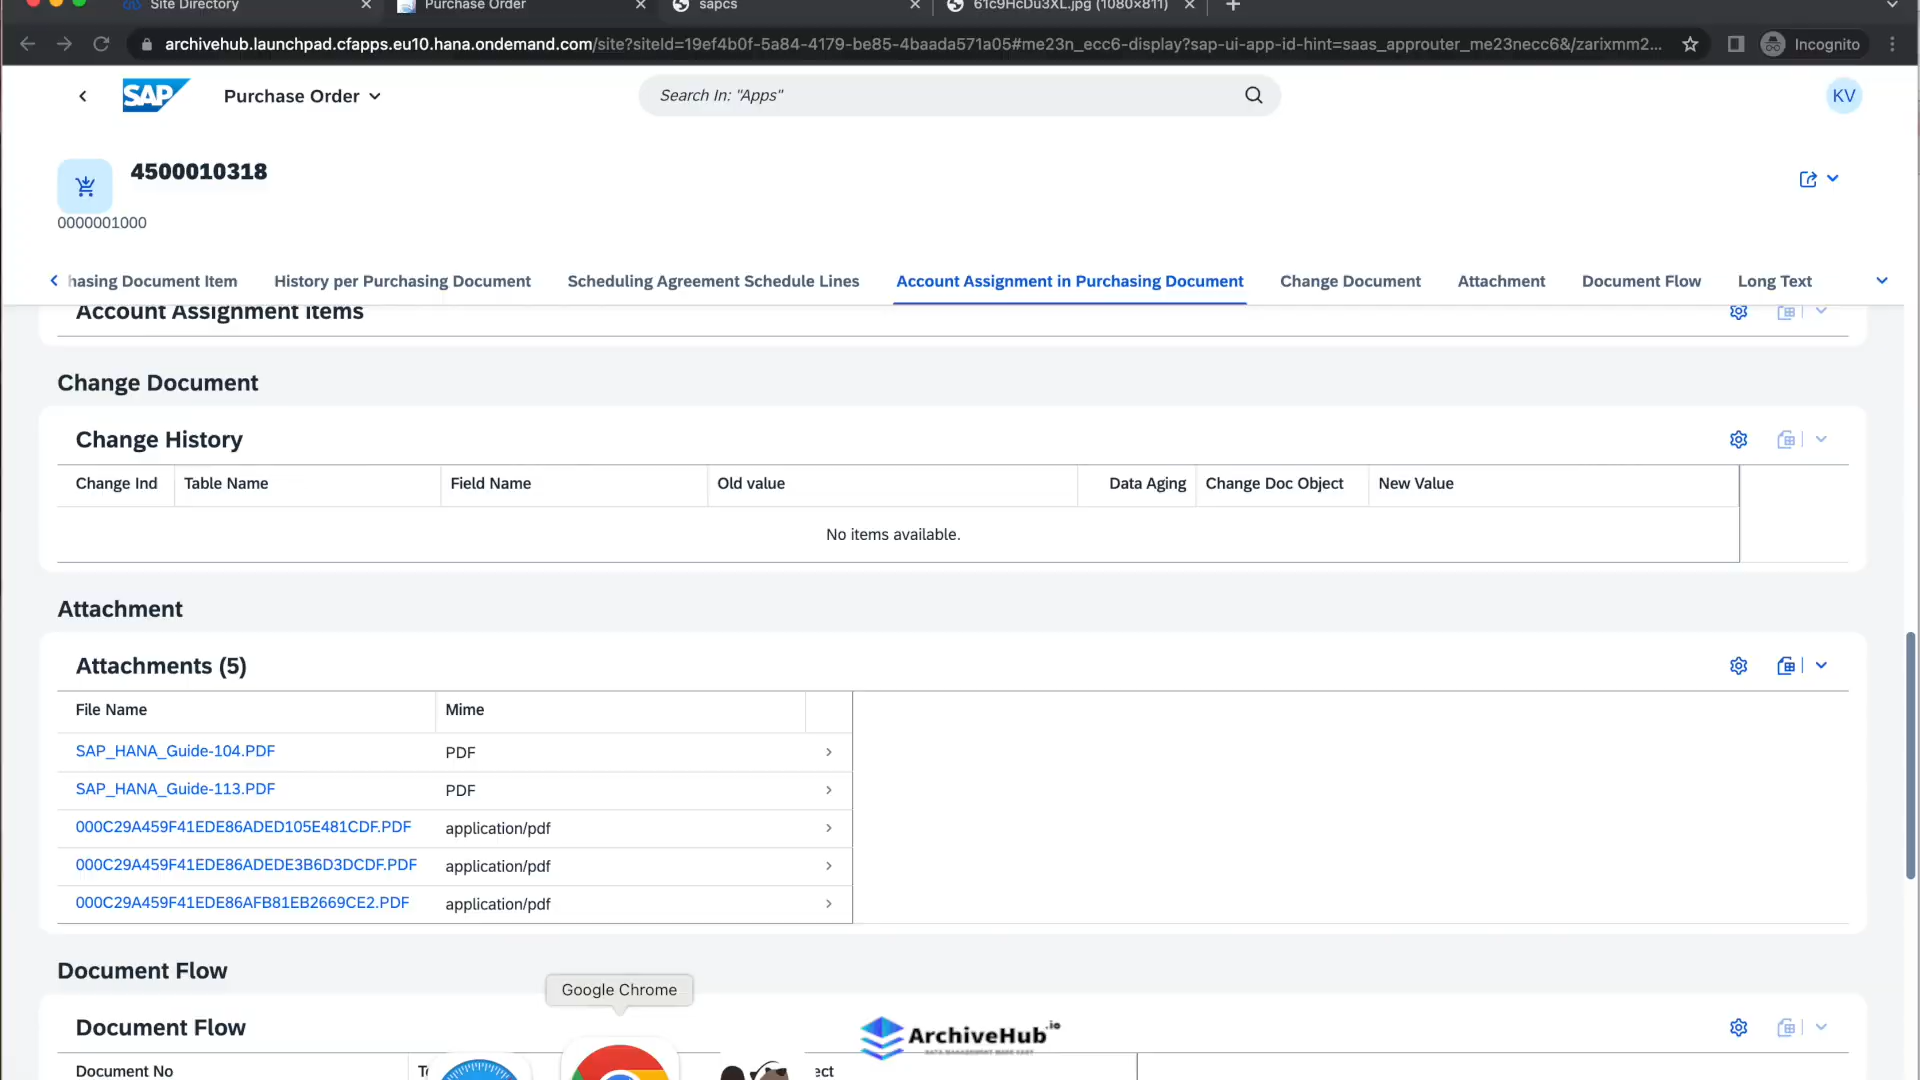 Site Directory
Purchase Order
sapcs
61c9HcDu3XL.jpg (1080×811)
archivehub.launchpad.cfapps.eu10.hana.ondemand.com/site?siteId=19ef4b0f-5a84-4179-be85-4baada571a05#me23n_ecc6-display?sap-ui-app-id-hint=saas_approuter_me23necc6&/zarixmm2...
Incognito
SAP
Purchase Order
Search In: "Apps"
KV
4500010318
0000001000
hasing Document Item
History per Purchasing Document
Scheduling Agreement Schedule Lines
Account Assignment in Purchasing Document
Change Document
Attachment
Document Flow
Long Text
Account Assignment Items
Change Document
Change History
Change Ind
Table Name
Field Name
Old value
Data Aging
Change Doc Object
New Value
No items available.
Attachment
Attachments (5)
File Name
Mime
SAP_HANA_Guide-104.PDF
PDF
SAP_HANA_Guide-113.PDF
PDF
000C29A459F41EDE86ADED105E481CDF.PDF
application/pdf
000C29A459F41EDE86ADEDE3B6D3DCDF.PDF
application/pdf
000C29A459F41EDE86AFB81EB2669CE2.PDF
application/pdf
Document Flow
Google Chrome
Document Flow
ArchiveHub.io
DATA MANAGEMENT MADE EASY
Document No
ect